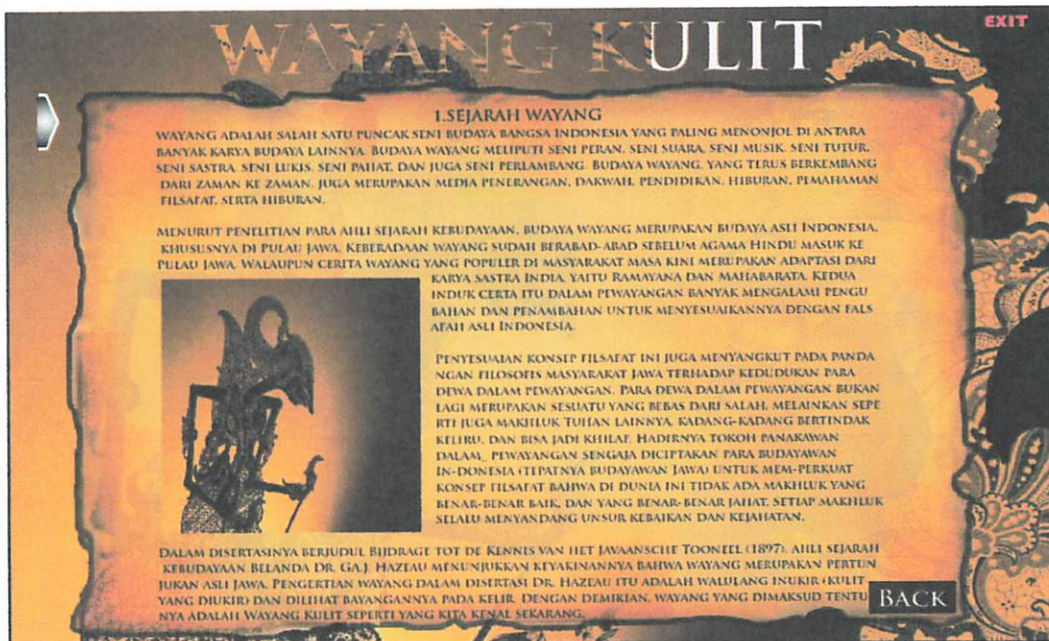 WAYANG KULIT
EXIT
1.SEJARAH WAYANG
WAYANG ADALAH SALAH SATU PUNCAK SENI BUDAYA BANGSA INDONESIA YANG PALING MENONJOL DI ANTARA
BANYAK KARYA BUDAYA LAINNYA. BUDAYA WAYANG MELIPUTI SENI PERAN, SENI SUARA, SENI MUSIK, SENI TUTUR,
SENI SASTRA, SENI LUKIS, SENI PAHAT, DAN JUGA SENI PERLAMBANG. BUDAYA WAYANG, YANG TERUS BERKEMBANG
DARI ZAMAN KE ZAMAN, JUGA MERUPAKAN MEDIA PENERANGAN, DAKWAH, PENDIDIKAN, HIBURAN, PEMAHAMAN
FILSAFAT, SERTA HIBURAN.
MENURUT PENELITIAN PARA AHLI SEJARAH KEBUDAYAAN, BUDAYA WAYANG MERUPAKAN BUDAYA ASLI INDONESIA,
KHUSUSNYA DI PULAU JAWA. KEBERADAAN WAYANG SUDAH BERABAD-ABAD SEBELUM AGAMA HINDU MASUK KE
PULAU JAWA. WALAUPUN CERITA WAYANG YANG POPULER DI MASYARAKAT MASA KINI MERUPAKAN ADAPTASI DARI
KARYA SASTRA INDIA, YAITU RAMAYANA DAN MAHABARATA. KEDUA
INDUK CERTA ITU DALAM PEWAYANGAN BANYAK MENGALAMI PENGU
BAHAN DAN PENAMBAHAN UNTUK MENYESUAIKANNYA DENGAN FALS
AFAH ASLI INDONESIA.
PENYESUAIAN KONSEP FILSAFAT INI JUGA MENYANGKUT PADA PANDA
NGAN FILOSOFIS MASYARAKAT JAWA TERHADAP KEDUDUKAN PARA
DEWA DALAM PEWAYANGAN. PARA DEWA DALAM PEWAYANGAN BUKAN
LAGI MERUPAKAN SESUATU YANG BEBAS DARI SALAH, MELAINKAN SEPE
RTI JUGA MAKHLUK TUHAN LAINNYA, KADANG-KADANG BERTINDAK
KELIRU, DAN BISA JADI KHILAF. HADIRNYA TOKOH PANAKAWAN
DALAM_ PEWAYANGAN SENGAJA DICIPTAKAN PARA BUDAYAWAN
IN-DONESIA (TEPATNYA BUDAYAWAN JAWA) UNTUK MEM-PERKUAT
KONSEP FILSAFAT BAHWA DI DUNIA INI TIDAK ADA MAKHLUK YANG
BENAR-BENAR BAIK, DAN YANG BENAR-BENAR JAHAT. SETIAP MAKHLUK
SELALU MENYANDANG UNSUR KEBAIKAN DAN KEJAHATAN.
DALAM DISERTASINYA BERJUDUL BIJDRAGE TOT DE KENNIS VAN HET JAVAANSCHE TOONEEL (1897), AHLI SEJARAH
KEBUDAYAAN BELANDA DR. GA.J. HAZEAU MENUNJUKKAN KEYAKINANNYA BAHWA WAYANG MERUPAKAN PERTUN
JUKAN ASLI JAWA. PENGERTIAN WAYANG DALAM DISERTASI DR. HAZEAU ITU ADALAH WALULANG INUKIR (KULIT
YANG DIUKIR) DAN DILIHAT BAYANGANNYA PADA KELIR. DENGAN DEMIKIAN, WAYANG YANG DIMAKSUD TENTU
NYA ADALAH WAYANG KULIT SEPERTI YANG KITA KENAL SEKARANG.
BACK